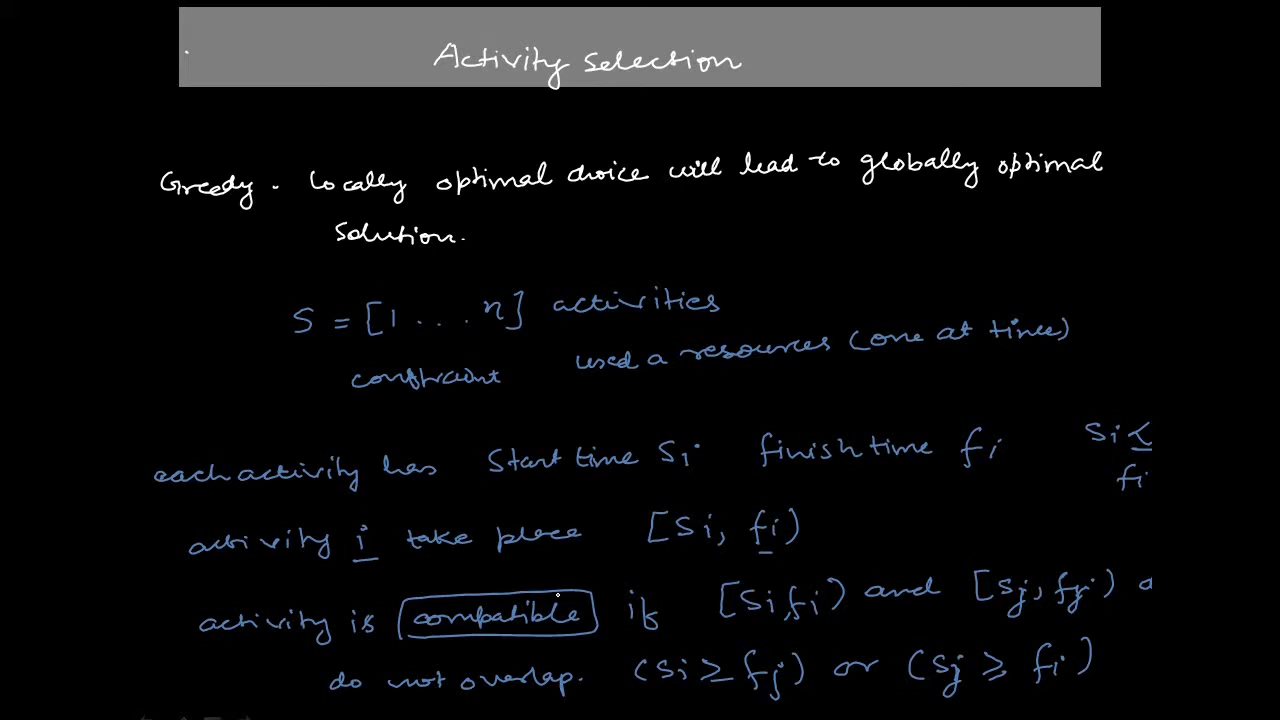 Activity selection
Greedy. Locally optimal choice will lead to globally optimal
solution.
S = [1 . . . n] activities
constraint used a resources (one at time)
each activity has Start time Si finish time fi Si ≤
fi
activity i take place [Si, fi)
activity is compatible if [Si, fi) and [Sj, fj)
do not overlap. (Si ≥ fj) or (Sj ≥ fi)